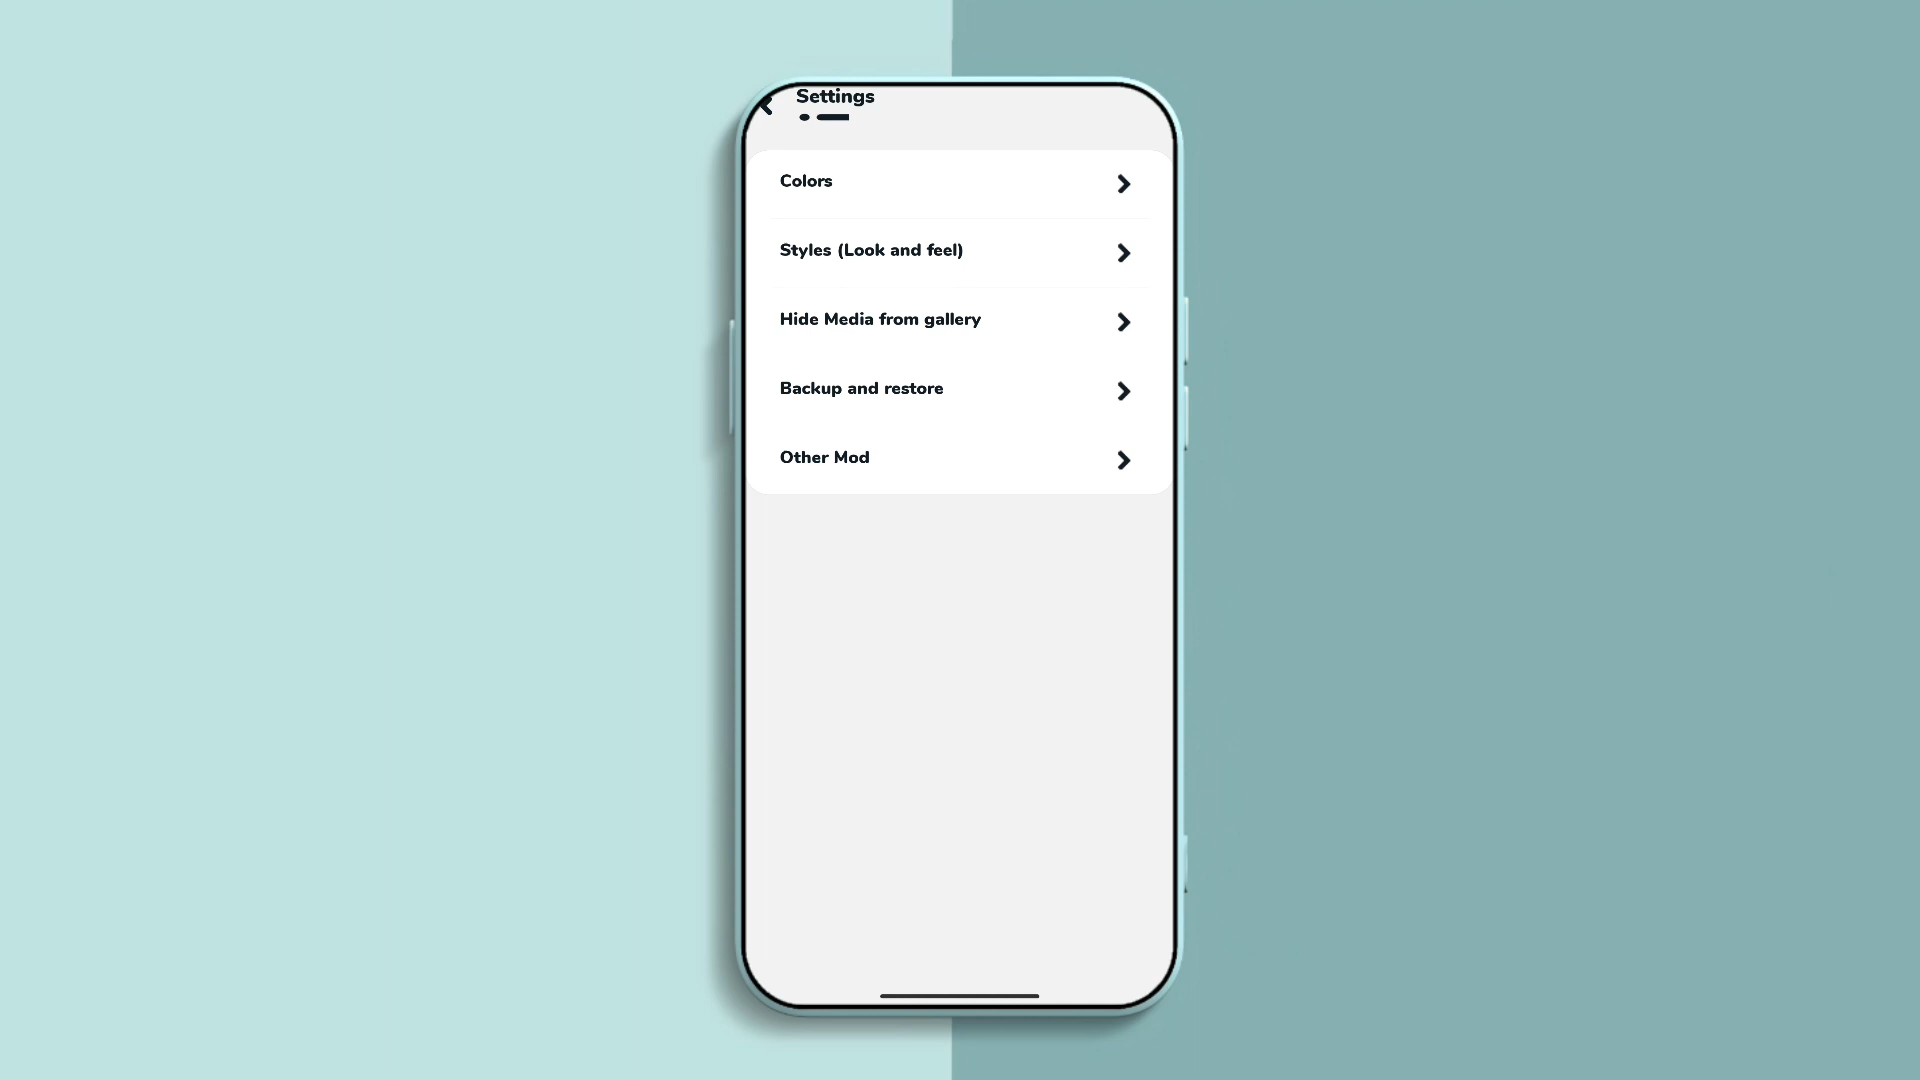 Settings
Colors
Styles (Look and feel)
Hide Media from gallery
Backup and restore
Other Mod